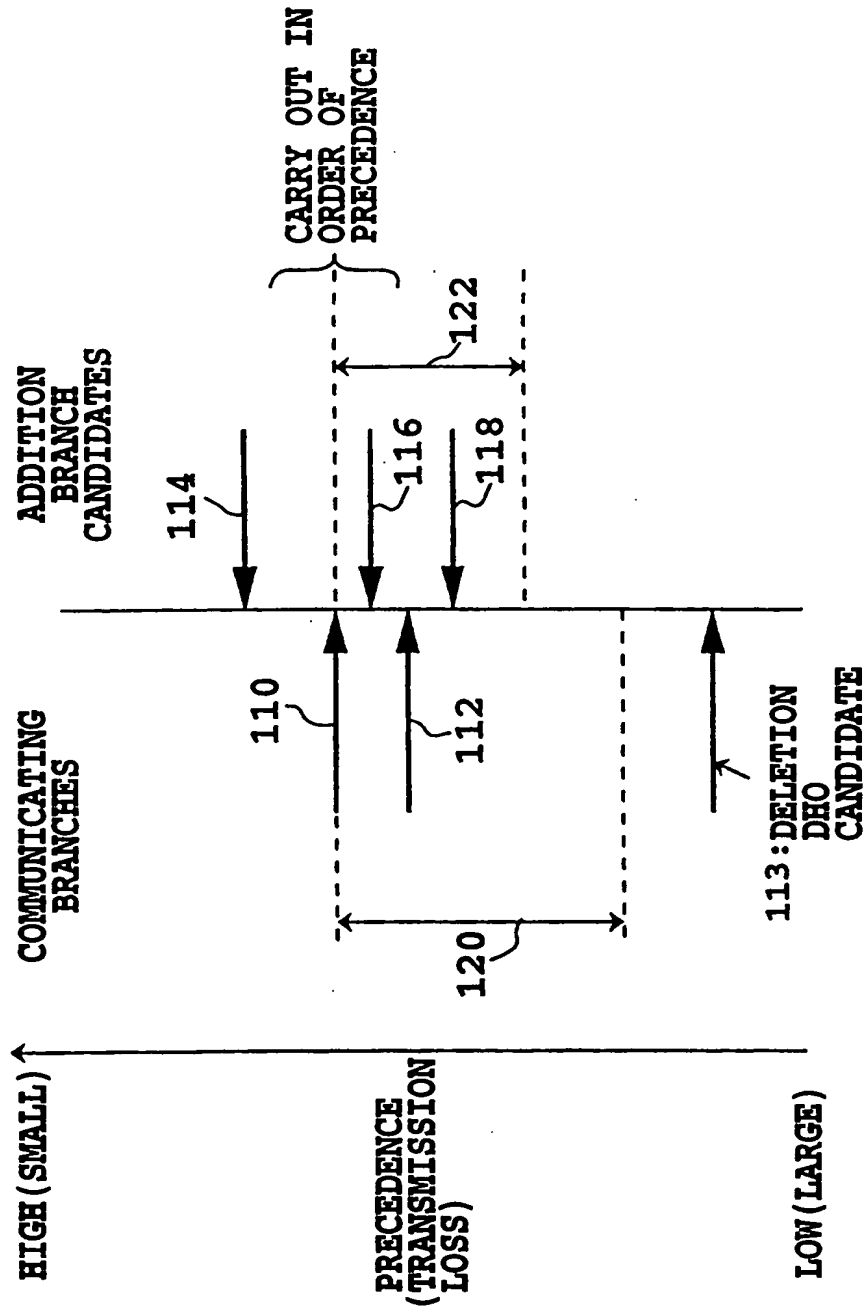 HIGH(SMALL)
PRECEDENCE
(TRANSMISSION
LOSS)
LOW(LARGE)
COMMUNICATING
BRANCHES
110
112
120
113:DELETION
DHO
CANDIDATE
ADDITION
BRANCH
CANDIDATES
114
116
118
122
CARRY OUT IN
ORDER OF
PRECEDENCE